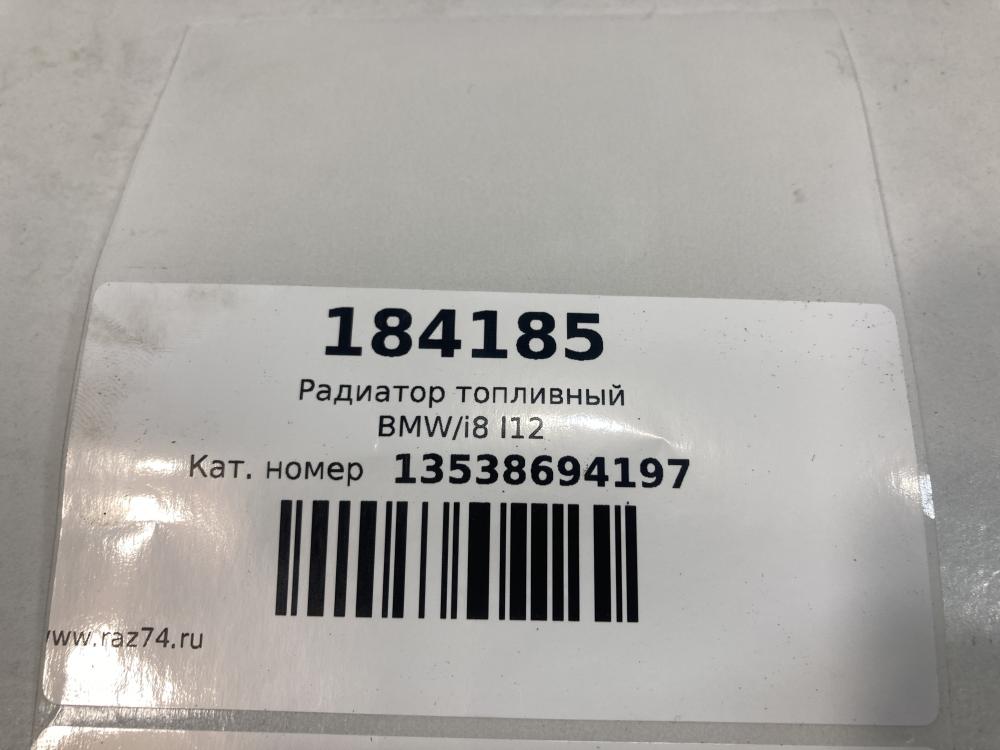 184185
Радиатор топливный
BMW/i8 I12
Кат. номер 13538694197
www.raz74.ru